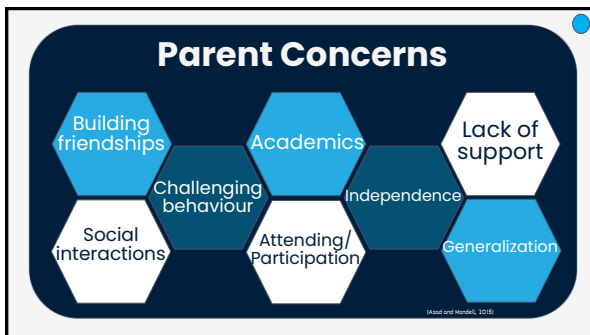 Parent Concerns
Building
friendships
Challenging
behaviour
Academics
Independence
Lack of
support
Social
interactions
Attending/
Participation
Generalization
(Azad and Mandell, 2015)